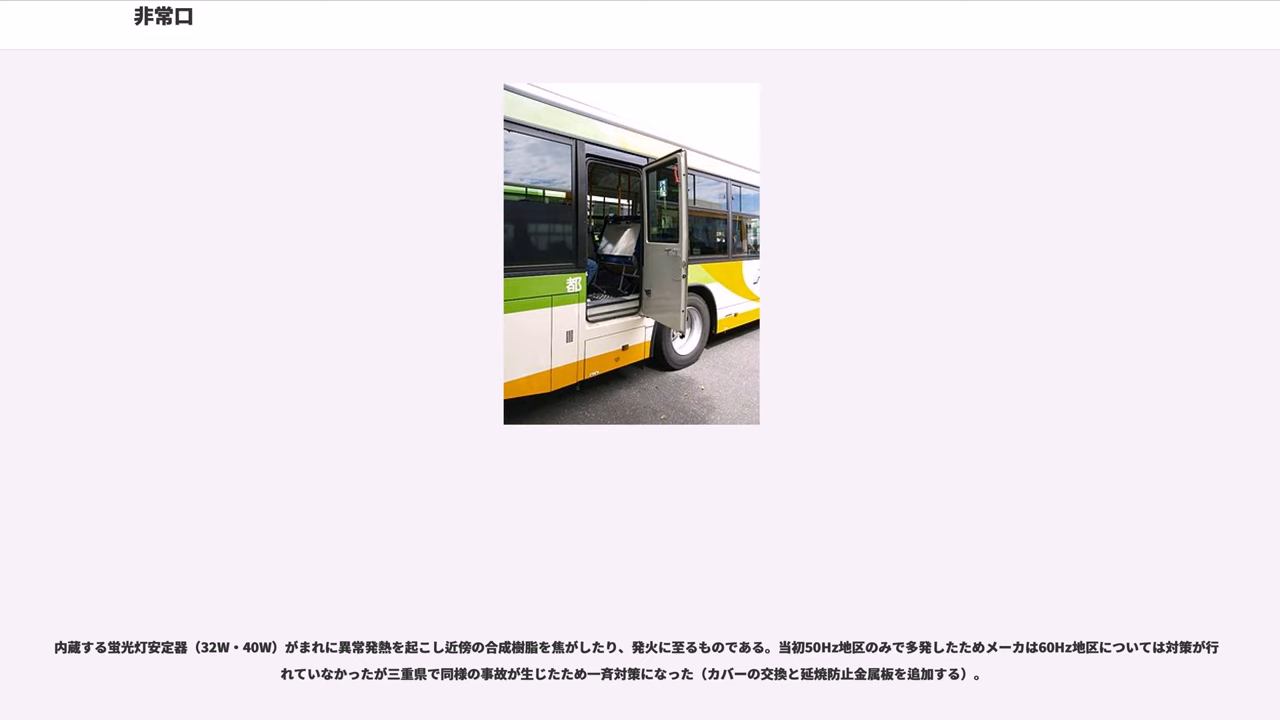 非常口
都
内蔵する蛍光灯安定器（32W・40W）がまれに異常発熱を起こし近傍の合成樹脂を焦がしたり、発火に至るものである。当初50Hz地区のみで多発したためメーカは60Hz地区については対策が行
れていなかったが三重県で同様の事故が生じたため一斉対策になった（カバーの交換と延焼防止金属板を追加する）。